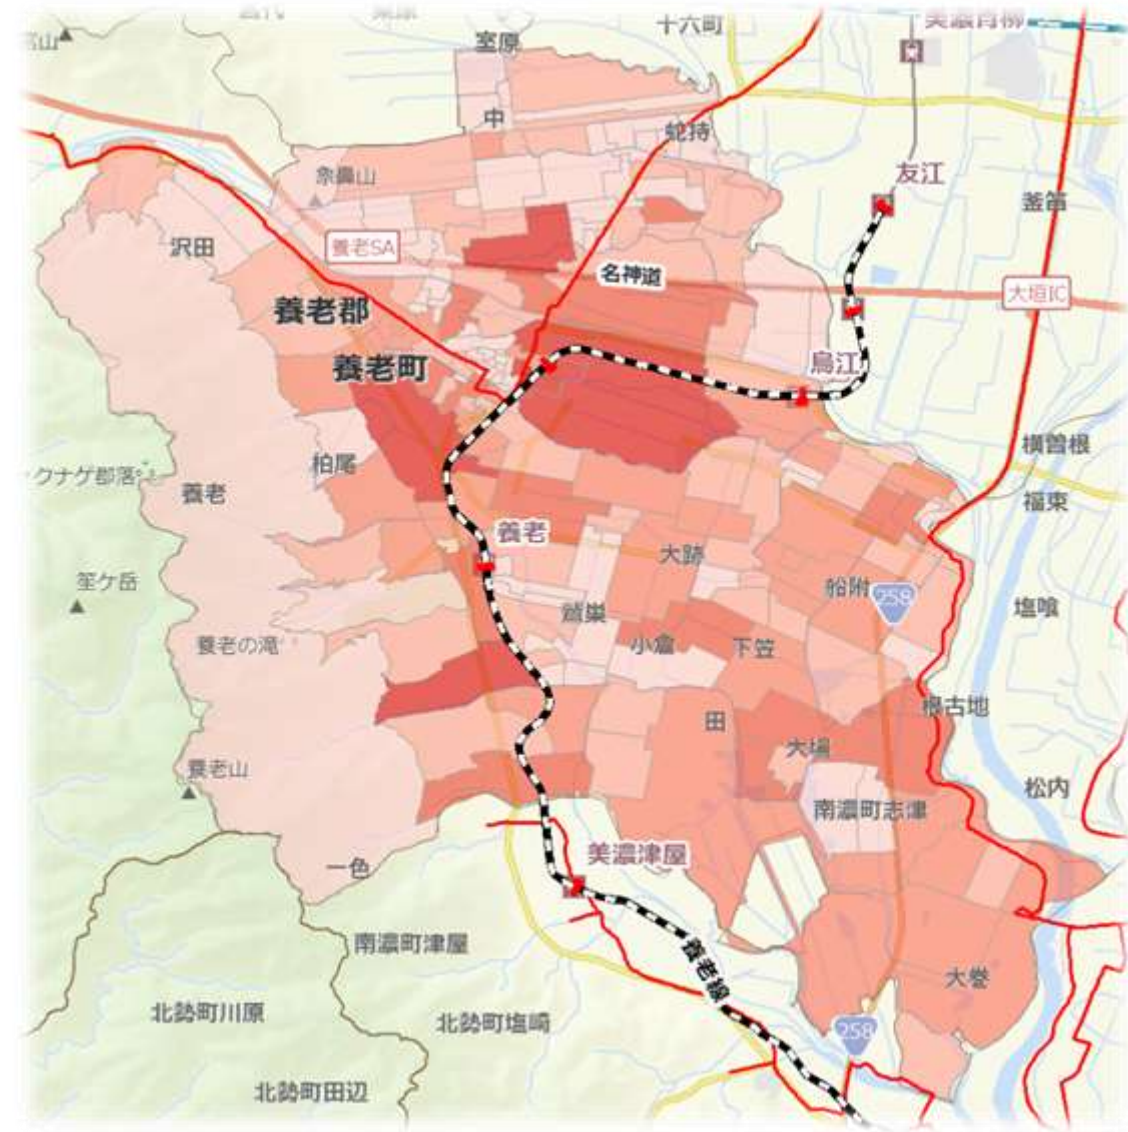 室原
十六町
美濃青柳
中
蛇持
象鼻山
友江
釜笛
沢田
養老SA
名神道
大垣IC
養老郡
養老町
烏江
柏尾
横曽根
クナゲ郡落
養老
福束
養老
大跡
笙ケ岳
船附
258
塩喰
鷲巣
養老の滝
小倉
下笠
根古地
田
大場
養老山
松内
南濃町志津
美濃津屋
一色
南濃町津屋
養老線
大巻
北勢町川原
北勢町塩崎
258
北勢町田辺